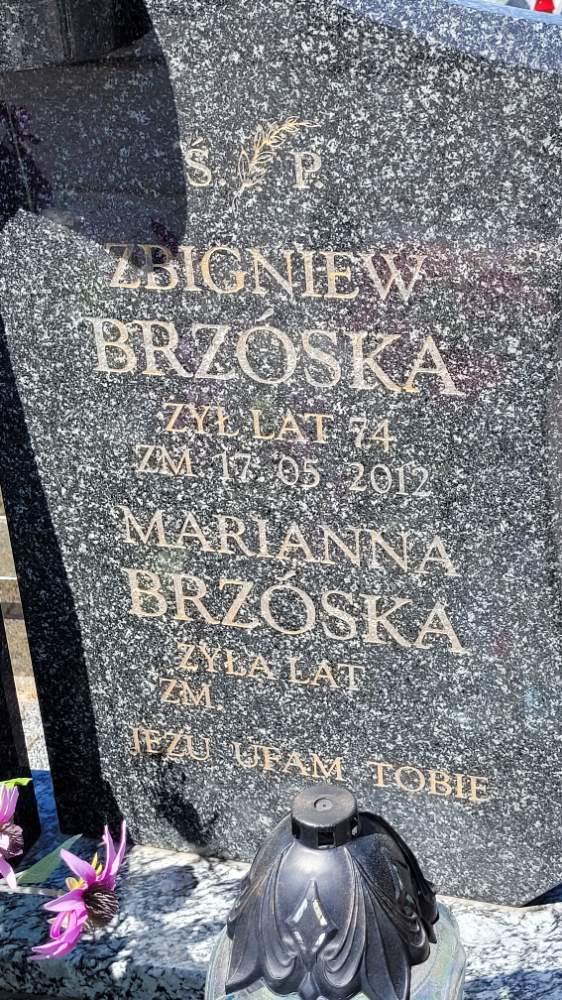 Ś. P.
ZBIGNIEW
BRZÓSKA
ŻYŁ LAT 74
ZM. 17. 05. 2012
MARIANNA
BRZÓSKA
ŻYŁA LAT
ZM.
JEZU UFAM TOBIE